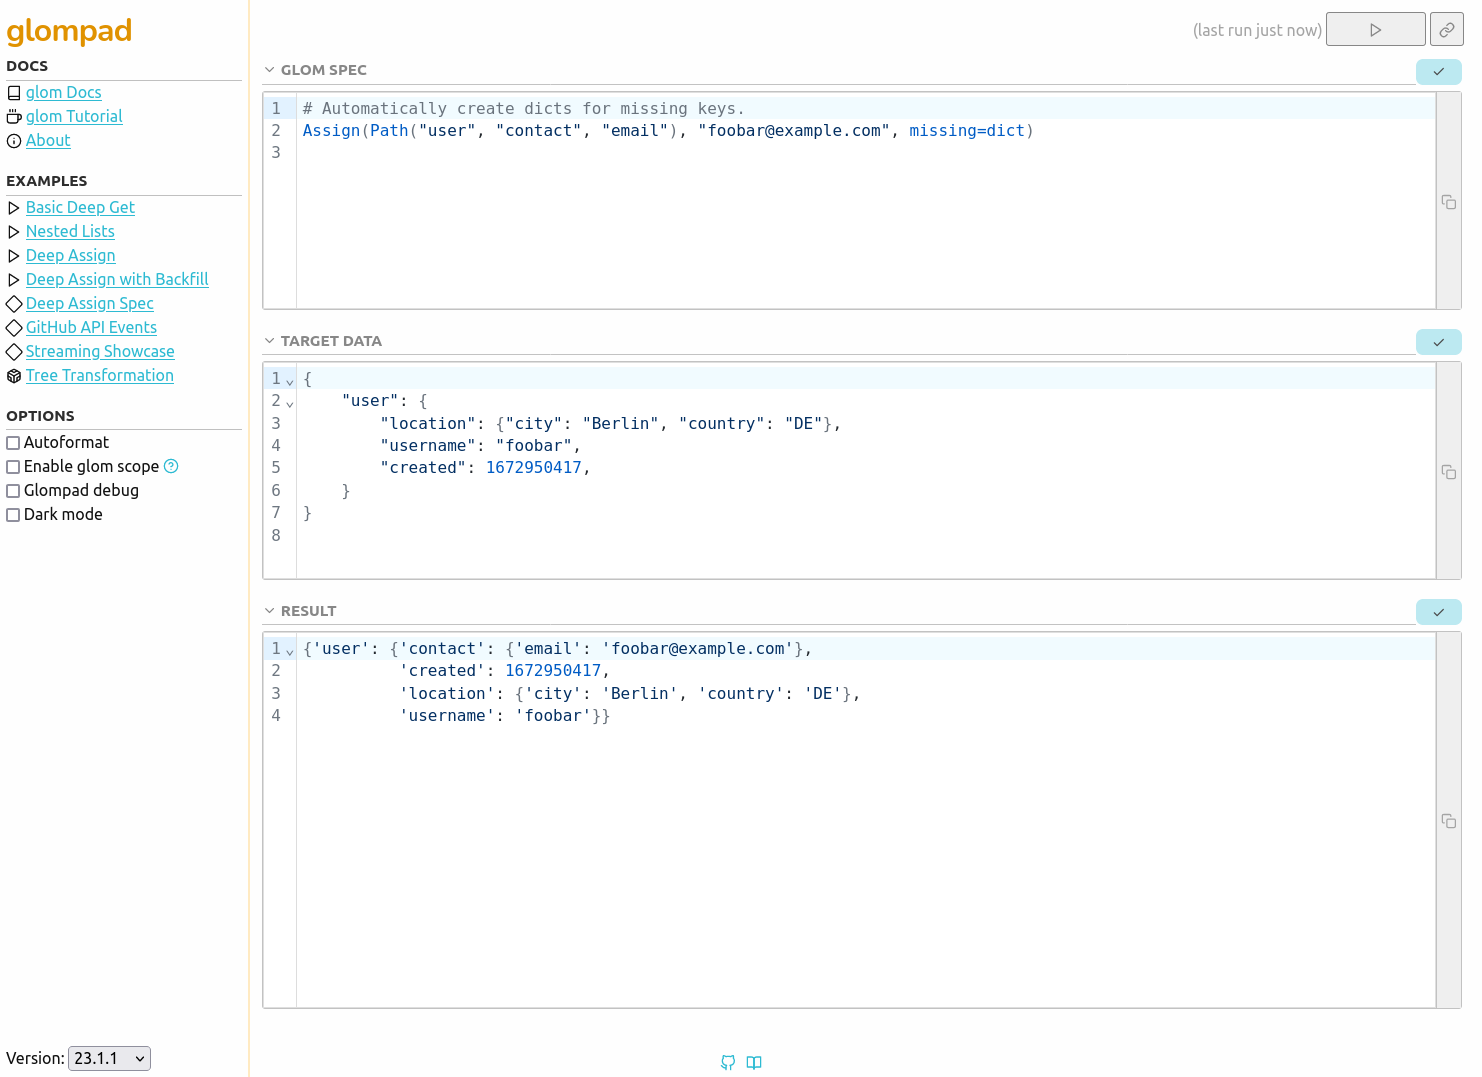 glompad
(last run just now)
DOCS
glom Docs
glom Tutorial
About
EXAMPLES
Basic Deep Get
Nested Lists
Deep Assign
Deep Assign with Backfill
Deep Assign Spec
GitHub API Events
Streaming Showcase
Tree Transformation
OPTIONS
Autoformat
Enable glom scope
Glompad debug
Dark mode
Version: 23.1.1
GLOM SPEC
1 # Automatically create dicts for missing keys.
2 Assign(Path("user", "contact", "email"), "foobar@example.com", missing=dict)
3
TARGET DATA
1 {
2     "user": {
3         "location": {"city": "Berlin", "country": "DE"},
4         "username": "foobar",
5         "created": 1672950417,
6     }
7 }
8
RESULT
1 {'user': {'contact': {'email': 'foobar@example.com'},
2           'created': 1672950417,
3           'location': {'city': 'Berlin', 'country': 'DE'},
4           'username': 'foobar'}}